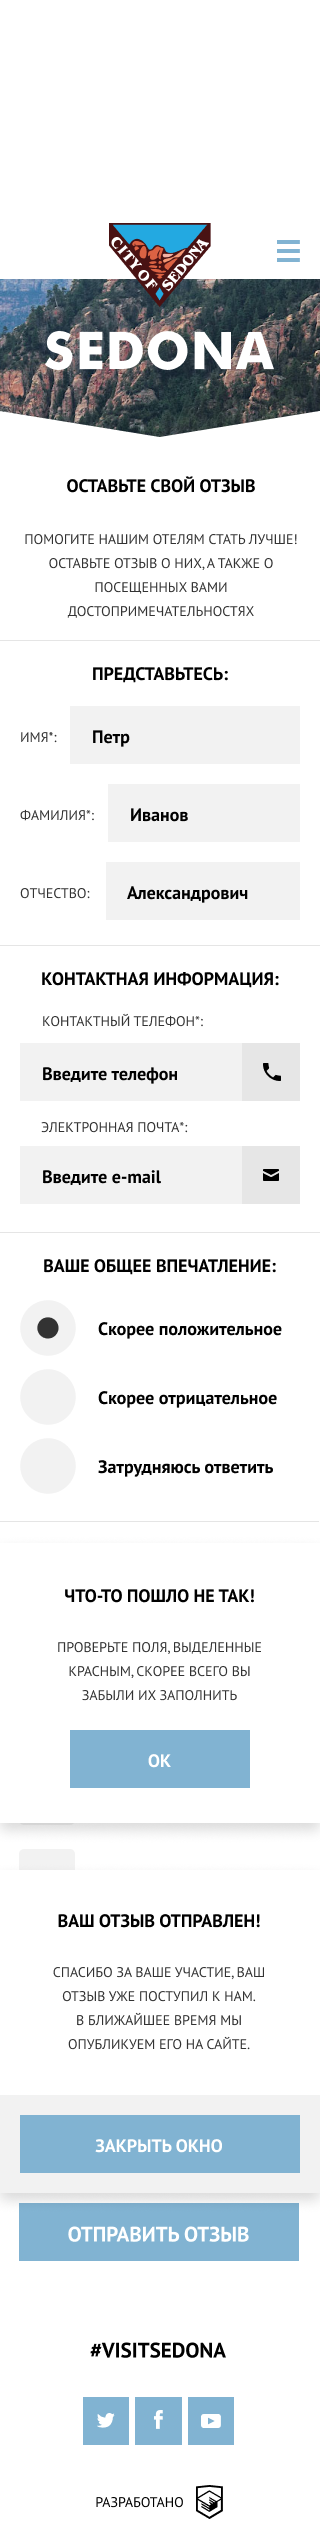 CITY OF SEDONA
SEDONA
ОСТАВЬТЕ СВОЙ ОТЗЫВ
ПОМОГИТЕ НАШИМ ОТЕЛЯМ СТАТЬ ЛУЧШЕ!
ОСТАВЬТЕ ОТЗЫВ О НИХ, А ТАКЖЕ О
ПОСЕЩЕННЫХ ВАМИ
ДОСТОПРИМЕЧАТЕЛЬНОСТЯХ
ПРЕДСТАВЬТЕСЬ:
ИМЯ*: Петр
ФАМИЛИЯ*: Иванов
ОТЧЕСТВО: Александрович
КОНТАКТНАЯ ИНФОРМАЦИЯ:
КОНТАКТНЫЙ ТЕЛЕФОН*:
Введите телефон
ЭЛЕКТРОННАЯ ПОЧТА*:
Введите e-mail
ВАШЕ ОБЩЕЕ ВПЕЧАТЛЕНИЕ:
Скорее положительное
Скорее отрицательное
Затрудняюсь ответить
ЧТО-ТО ПОШЛО НЕ ТАК!
ПРОВЕРЬТЕ ПОЛЯ, ВЫДЕЛЕННЫЕ
КРАСНЫМ, СКОРЕЕ ВСЕГО ВЫ
ЗАБЫЛИ ИХ ЗАПОЛНИТЬ
ОК
ВАШ ОТЗЫВ ОТПРАВЛЕН!
СПАСИБО ЗА ВАШЕ УЧАСТИЕ, ВАШ
ОТЗЫВ УЖЕ ПОСТУПИЛ К НАМ.
В БЛИЖАЙШЕЕ ВРЕМЯ МЫ
ОПУБЛИКУЕМ ЕГО НА САЙТЕ.
ЗАКРЫТЬ ОКНО
ОТПРАВИТЬ ОТЗЫВ
#VISITSEDONA
РАЗРАБОТАНО